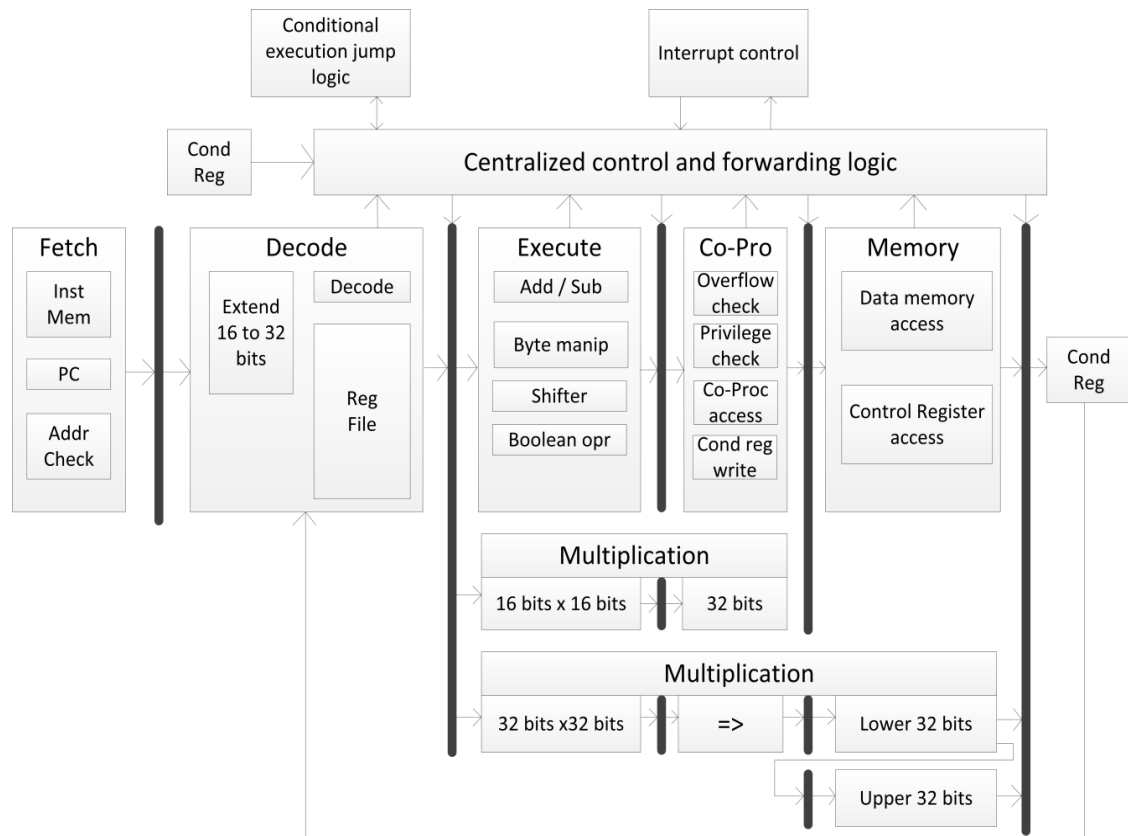 Conditional
execution jump
logic
Interrupt control
Cond
Reg
Centralized control and forwarding logic
Fetch
Inst
Mem
PC
Addr
Check
Decode
Extend
16 to 32
bits
Decode
Reg
File
Execute
Add / Sub
Byte manip
Shifter
Boolean opr
Co-Pro
Overflow
check
Privilege
check
Co-Proc
access
Cond reg
write
Memory
Data memory
access
Control Register
access
Cond
Reg
Multiplication
16 bits x 16 bits
32 bits
Multiplication
32 bits x32 bits
=>
Lower 32 bits
Upper 32 bits